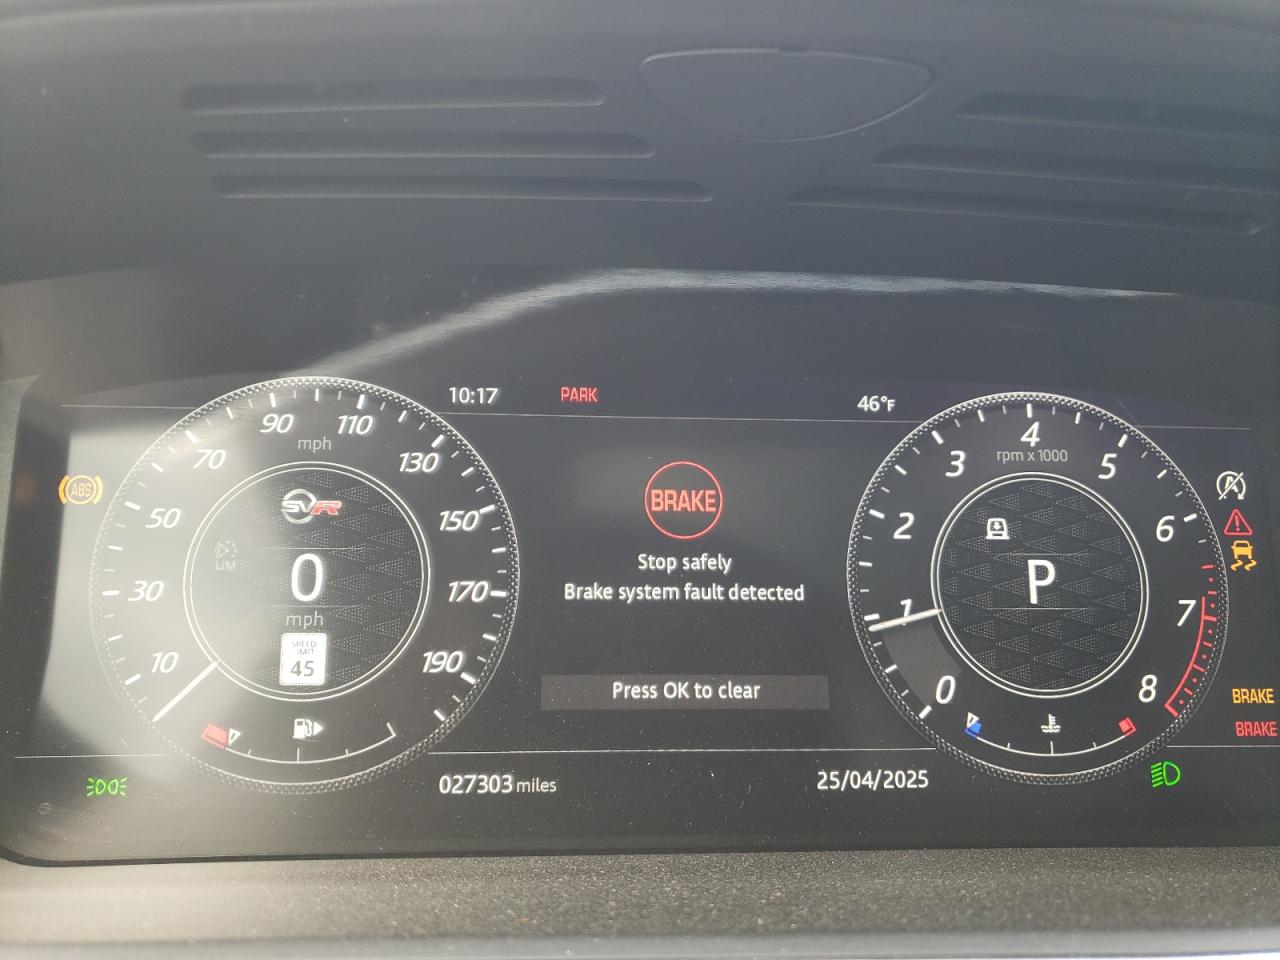 10:17
PARK
46°F
90
110
mph
70
130
50
150
30
170
10
190
SVR
LIM
0
mph
SPEED
LIMIT
45
ABS
BRAKE
Stop safely
Brake system fault detected
Press OK to clear
4
rpm x 1000
3
5
2
6
1
7
0
8
P
A
BRAKE
BRAKE
027303 miles
25/04/2025